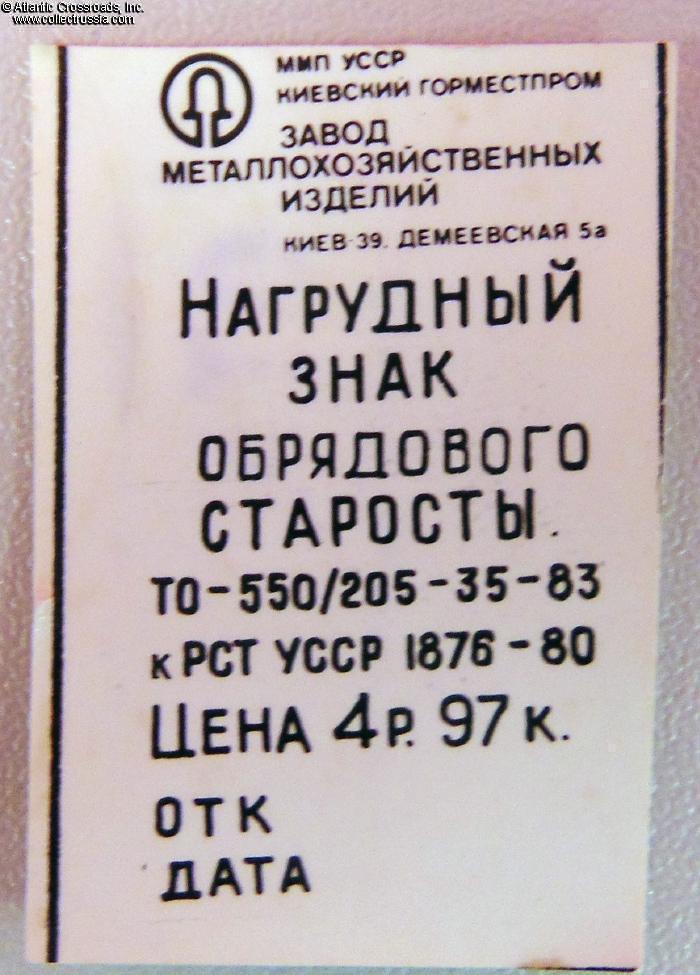 © Atlantic Crossroads, Inc.
www.collectrussia.com
ММП УССР
КИЕВСКИЙ ГОРМЕСТПРОМ
ЗАВОД
МЕТАЛЛОХОЗЯЙСТВЕННЫХ
ИЗДЕЛИЙ
КИЕВ-39. ДЕМЕЕВСКАЯ 5а
НАГРУДНЫЙ
ЗНАК
ОБРЯДОВОГО
СТАРОСТЫ.
ТО-550/205-35-83
к РСТ УССР 1876-80
ЦЕНА 4Р. 97 к.
ОТК
ДАТА